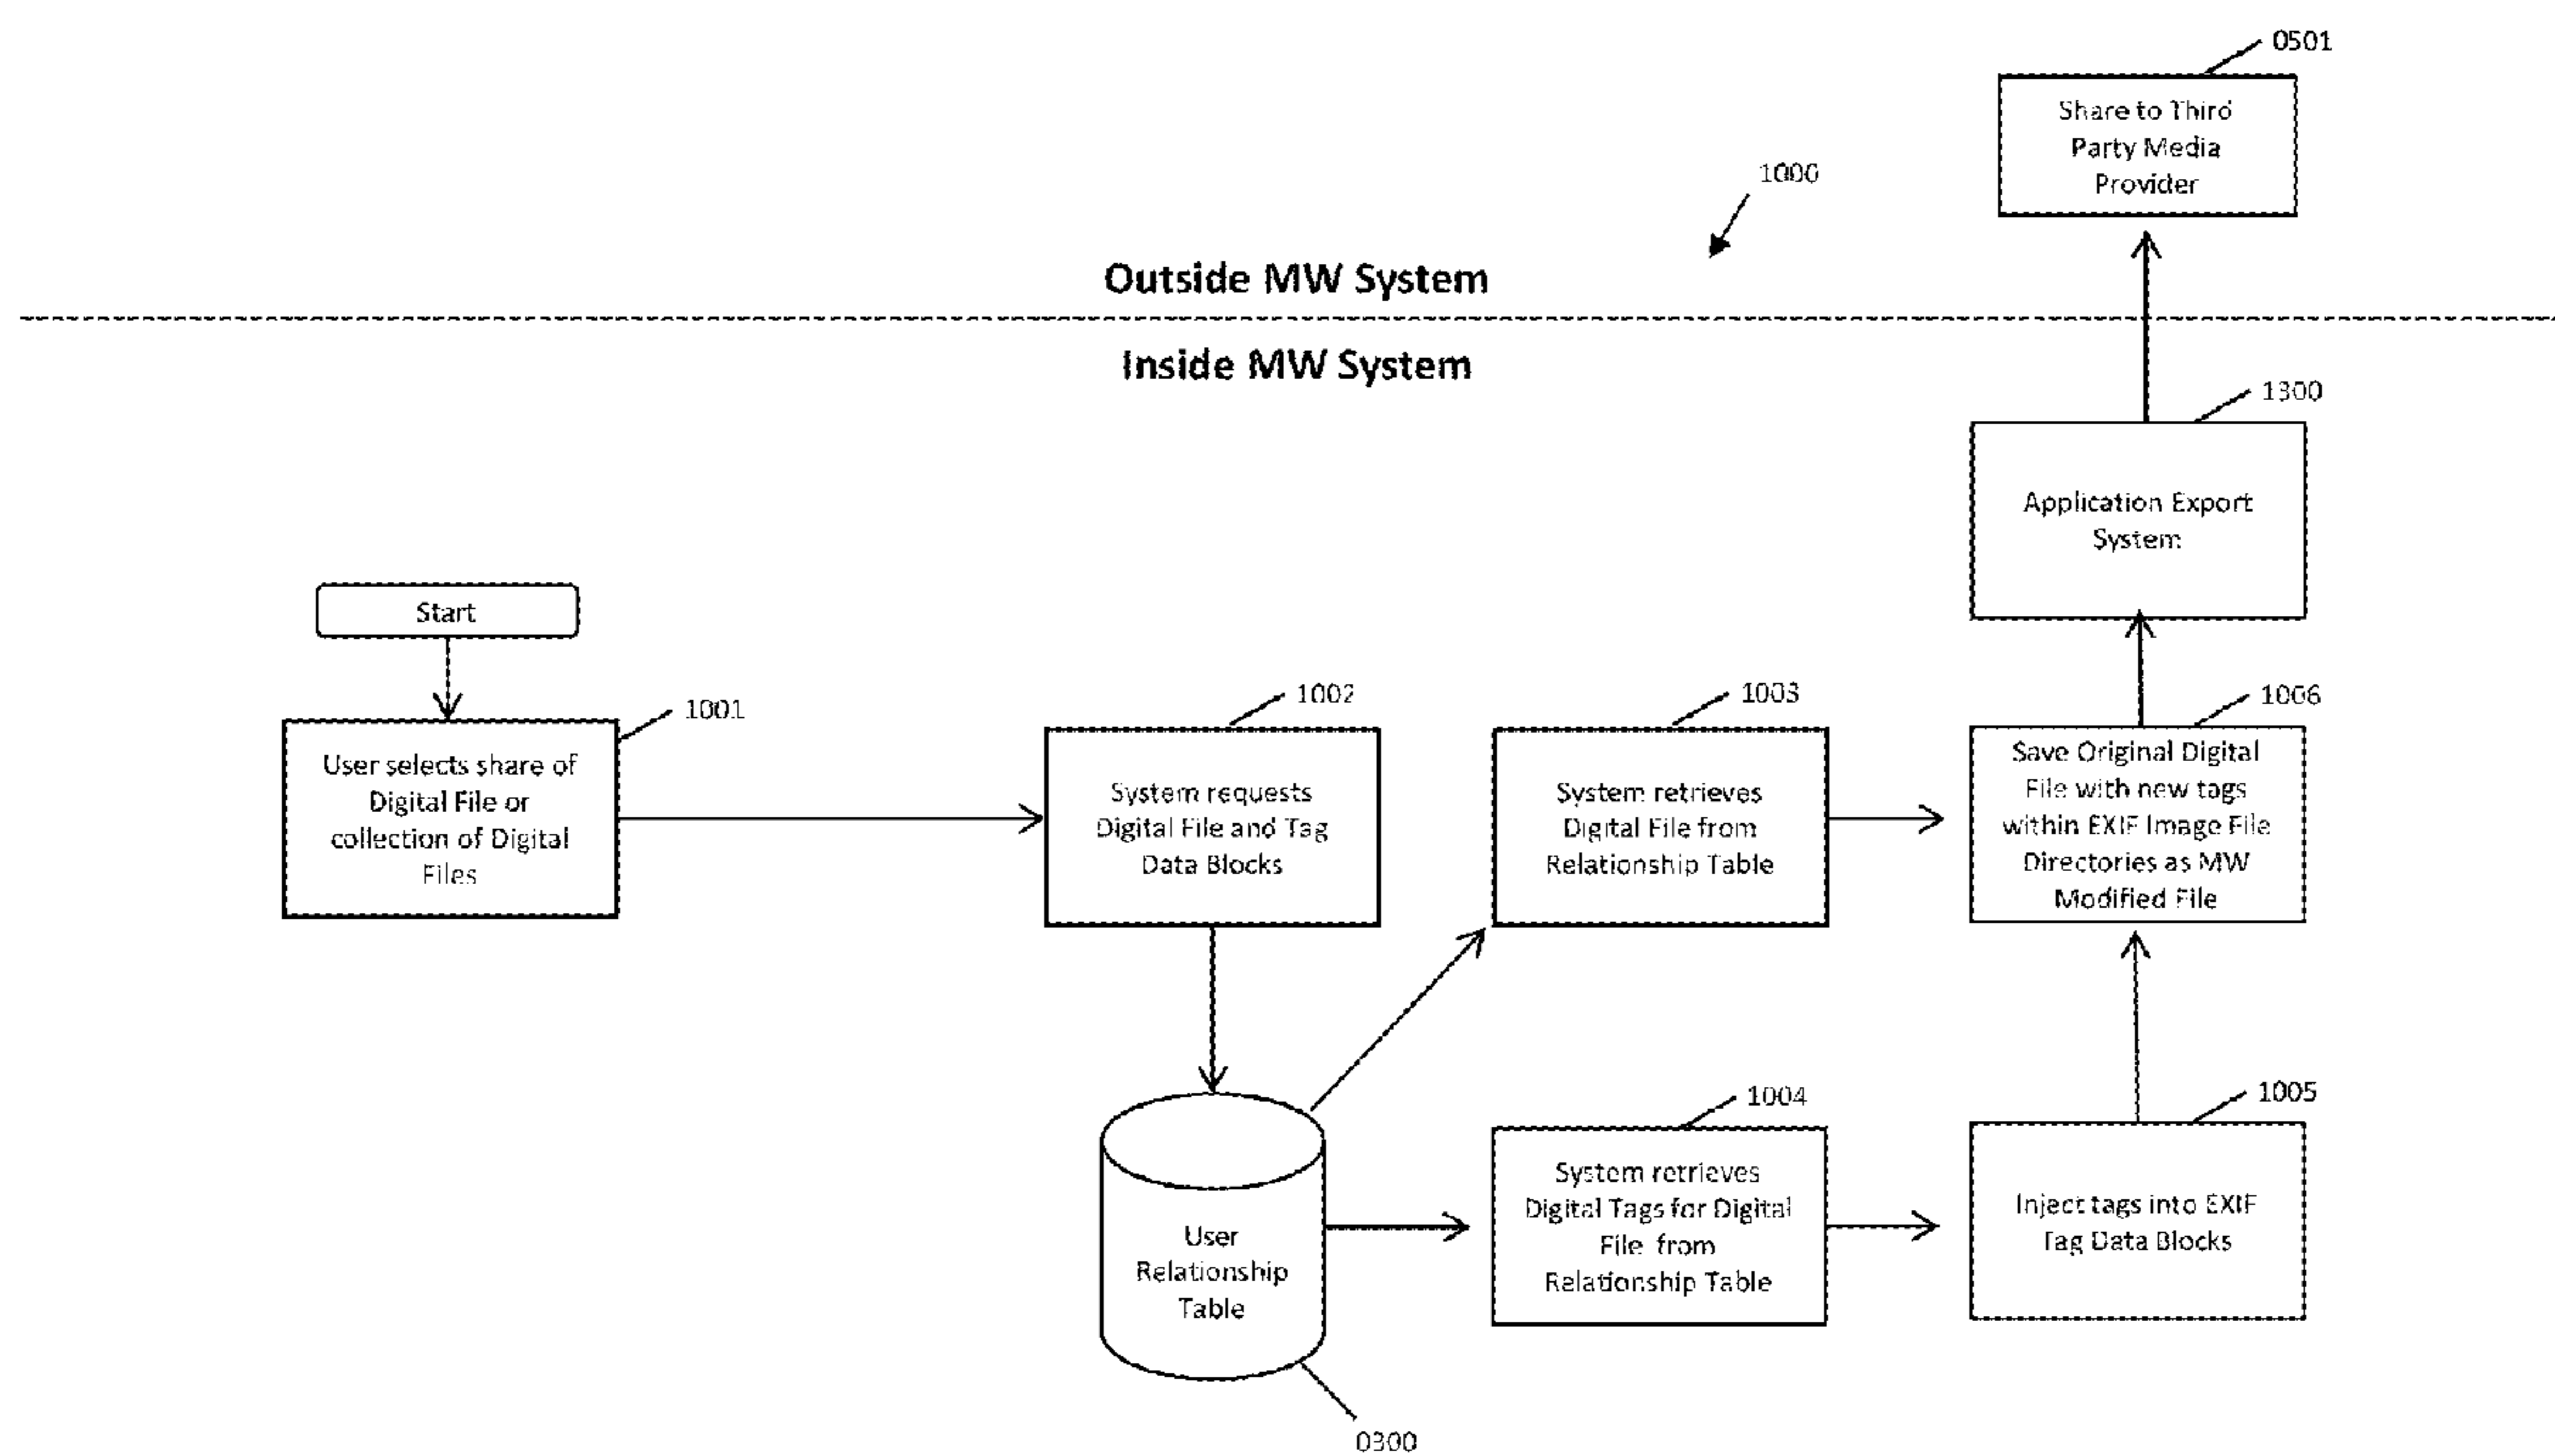 0501
Share to Third
Party Media
Provider
1000
Outside MW System
Inside MW System
1300
Application Export
System
Start
1001
User selects share of
Digital File or
collection of Digital
Files
1002
System requests
Digital File and Tag
Data Blocks
1003
System retrieves
Digital File from
Relationship Table
1006
Save Original Digital
File with new tags
within EXIF Image File
Directories as MW
Modified File
User
Relationship
Table
0300
1004
System retrieves
Digital Tags for Digital
File from
Relationship Table
1005
Inject tags into EXIF
Tag Data Blocks